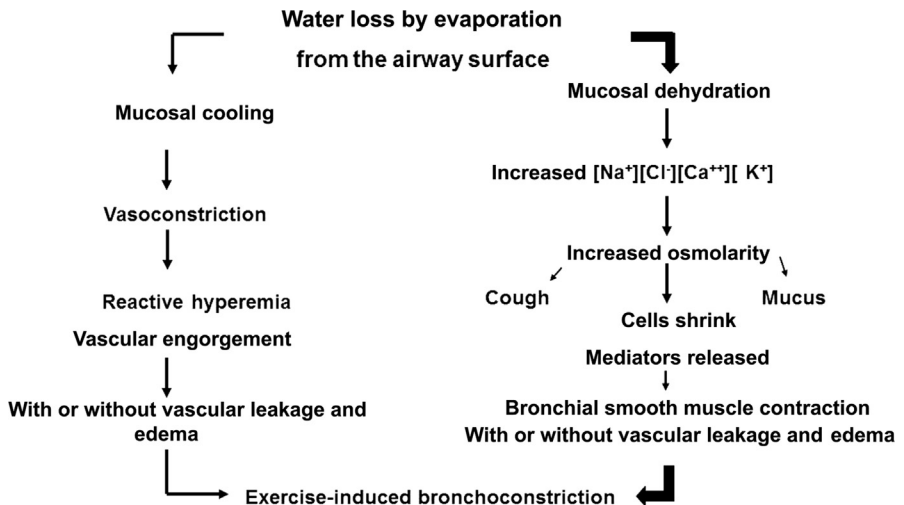 Water loss by evaporation
from the airway surface
Mucosal cooling
Vasoconstriction
Reactive hyperemia
Vascular engorgement
With or without vascular leakage and
edema
Mucosal dehydration
Increased [Na⁺][Cl⁻][Ca⁺⁺][ K⁺]
Increased osmolarity
Cough
Mucus
Cells shrink
Mediators released
Bronchial smooth muscle contraction
With or without vascular leakage and edema
Exercise-induced bronchoconstriction